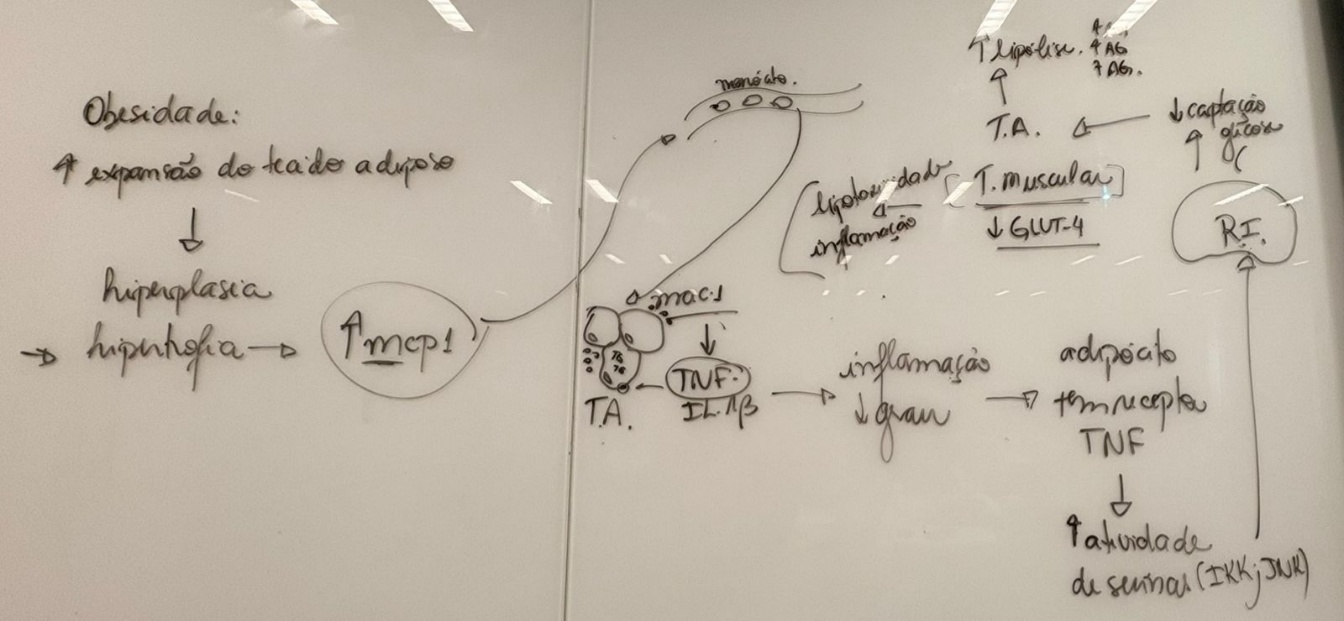 Obesidade:
↑ expansão do tecido adiposo
↓
hiperplasia
→ hipertrofia →
↑ mcp1
monócito.
mac.1
↓
T.A.
← TNF.
IL.1β
→ inflamação
↓ grau
→ adipócito
tem receptor
TNF
↓
↑ atividade
de serinas (IKK; JNK)
R.I.
↑
↓ captação
glicose
←
T.A.
↑
↑ lipólise. ↑ AG
↑ AG.
[T. muscular]
↓ GLUT-4
←
lipotoxicidade
inflamação